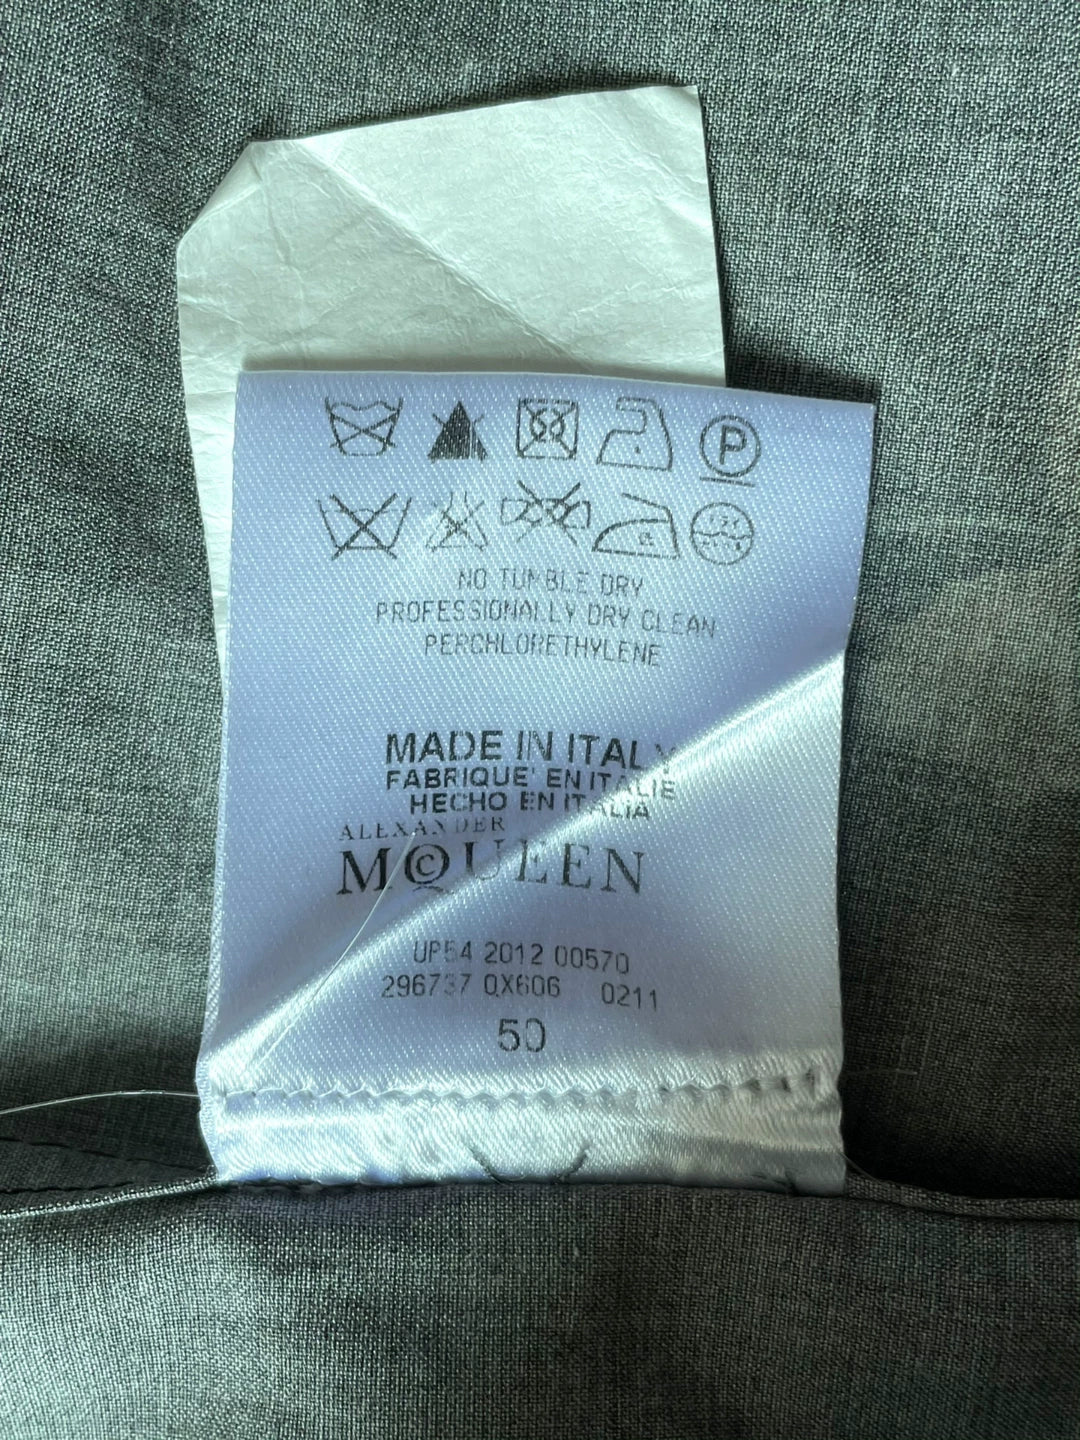 P
NO TUMBLE DRY
PROFESSIONALLY DRY CLEAN
PERCHLORETHYLENE
MADE IN ITALY
FABRIQUE' EN ITALIE
HECHO EN ITALIA
ALEXANDER
McQUEEN
UP54 2012 00570
296737 QX606 0211
50